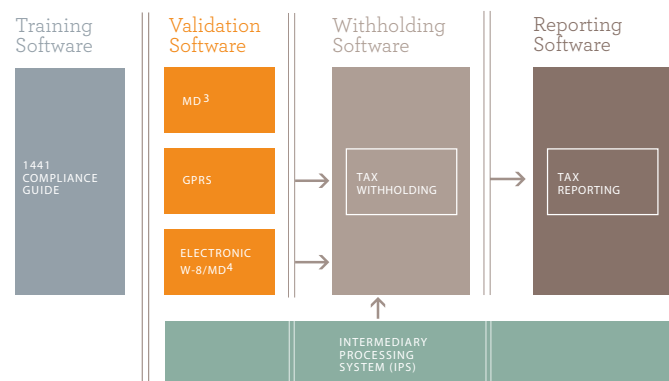 Training
Software
Validation
Software
Withholding
Software
Reporting
Software
1441
COMPLIANCE
GUIDE
MD3
GPRS
ELECTRONIC
W-8/MD4
TAX
WITHHOLDING
TAX
REPORTING
INTERMEDIARY
PROCESSING
SYSTEM (IPS)